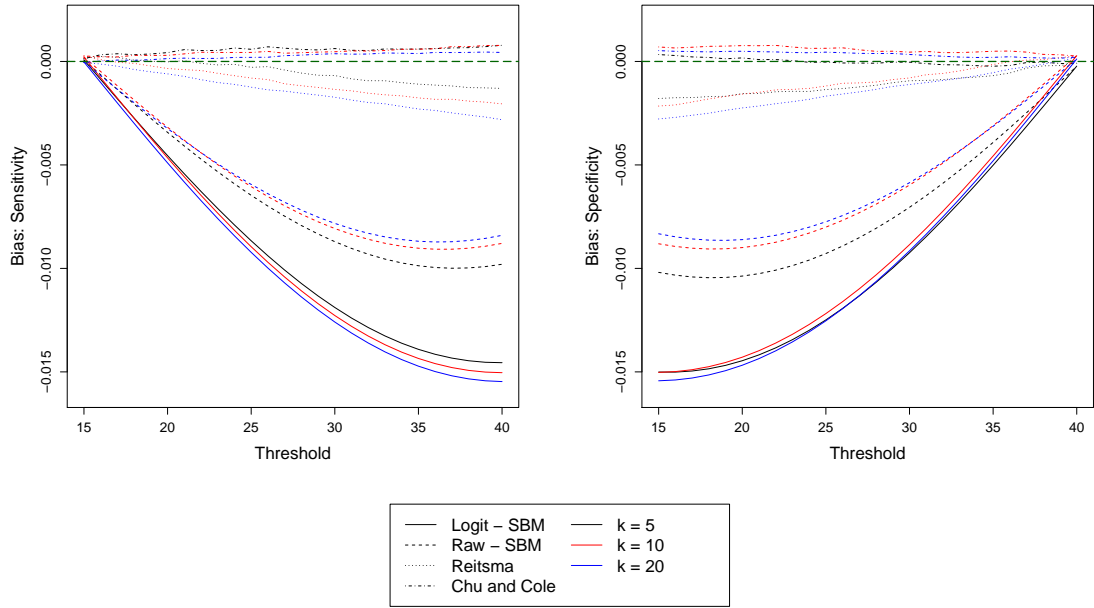 0.000
−0.005
−0.010
−0.015
Bias: Sensitivity
15 20 25 30 35 40
Threshold
0.000
−0.005
−0.010
−0.015
Bias: Specificity
15 20 25 30 35 40
Threshold
Logit − SBM k = 5
Raw − SBM k = 10
Reitsma k = 20
Chu and Cole